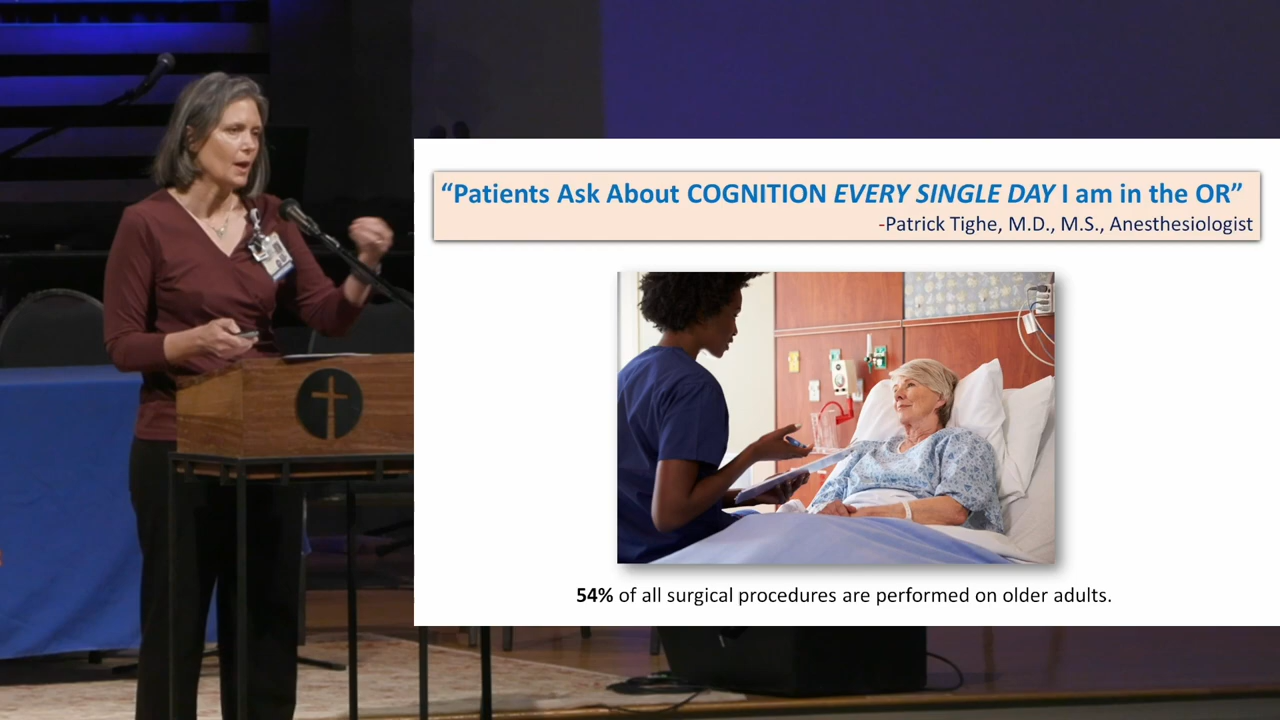 “Patients Ask About COGNITION EVERY SINGLE DAY I am in the OR”
-Patrick Tighe, M.D., M.S., Anesthesiologist
54% of all surgical procedures are performed on older adults.